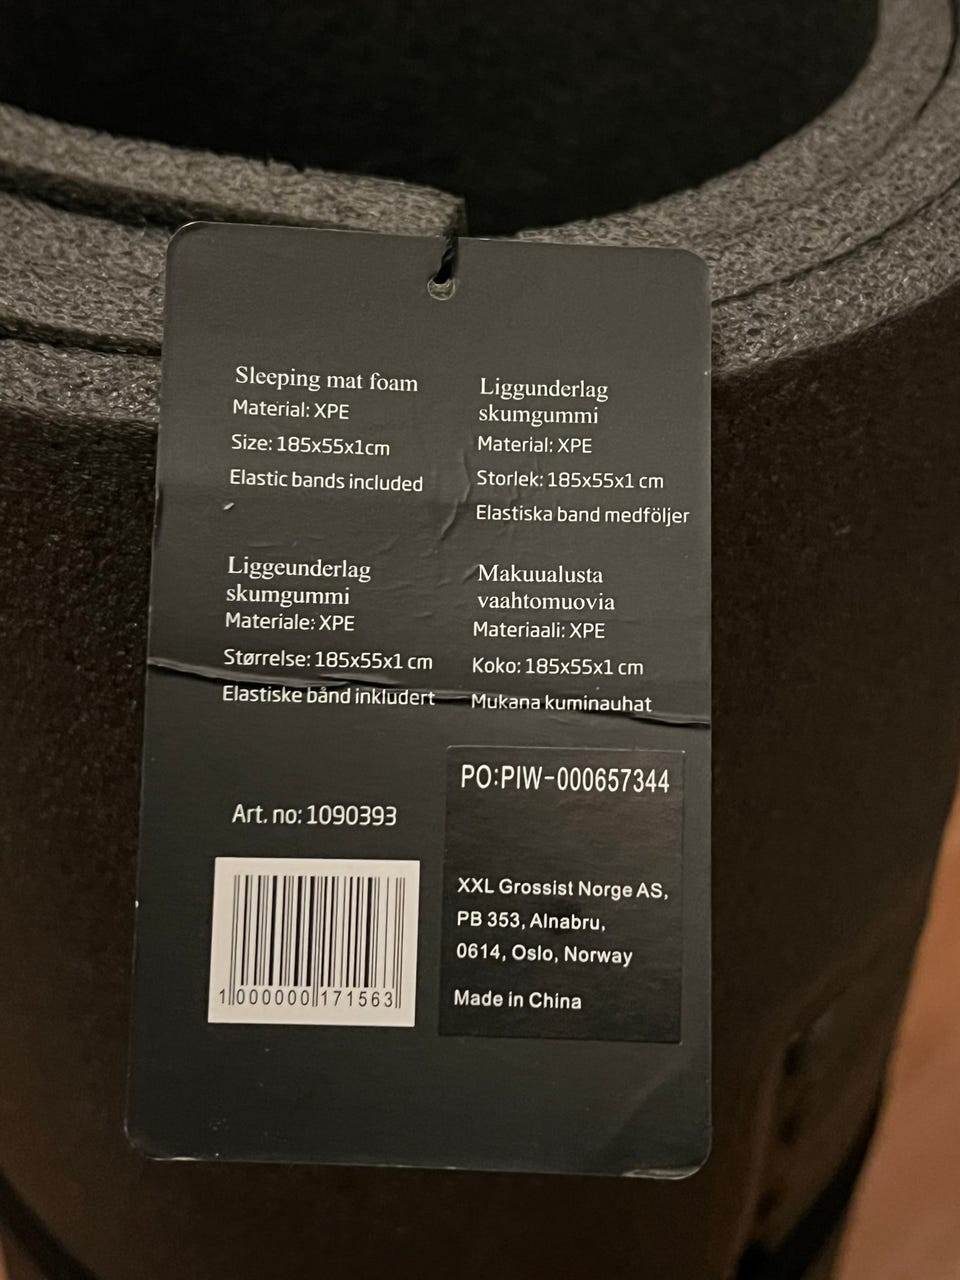 Sleeping mat foam
Material: XPE
Size: 185x55x1cm
Elastic bands included
Liggunderlag
skumgummi
Material: XPE
Storlek: 185x55x1 cm
Elastiska band medföljer
Liggeunderlag
skumgummi
Materiale: XPE
Størrelse: 185x55x1 cm
Elastiske bånd inkludert
Makuualusta
vaahtomuovia
Materiaali: XPE
Koko: 185x55x1 cm
Mukana kuminauhat
Art. no: 1090393
1 000000 171563
PO:PIW-000657344
XXL Grossist Norge AS,
PB 353, Alnabru,
0614, Oslo, Norway
Made in China